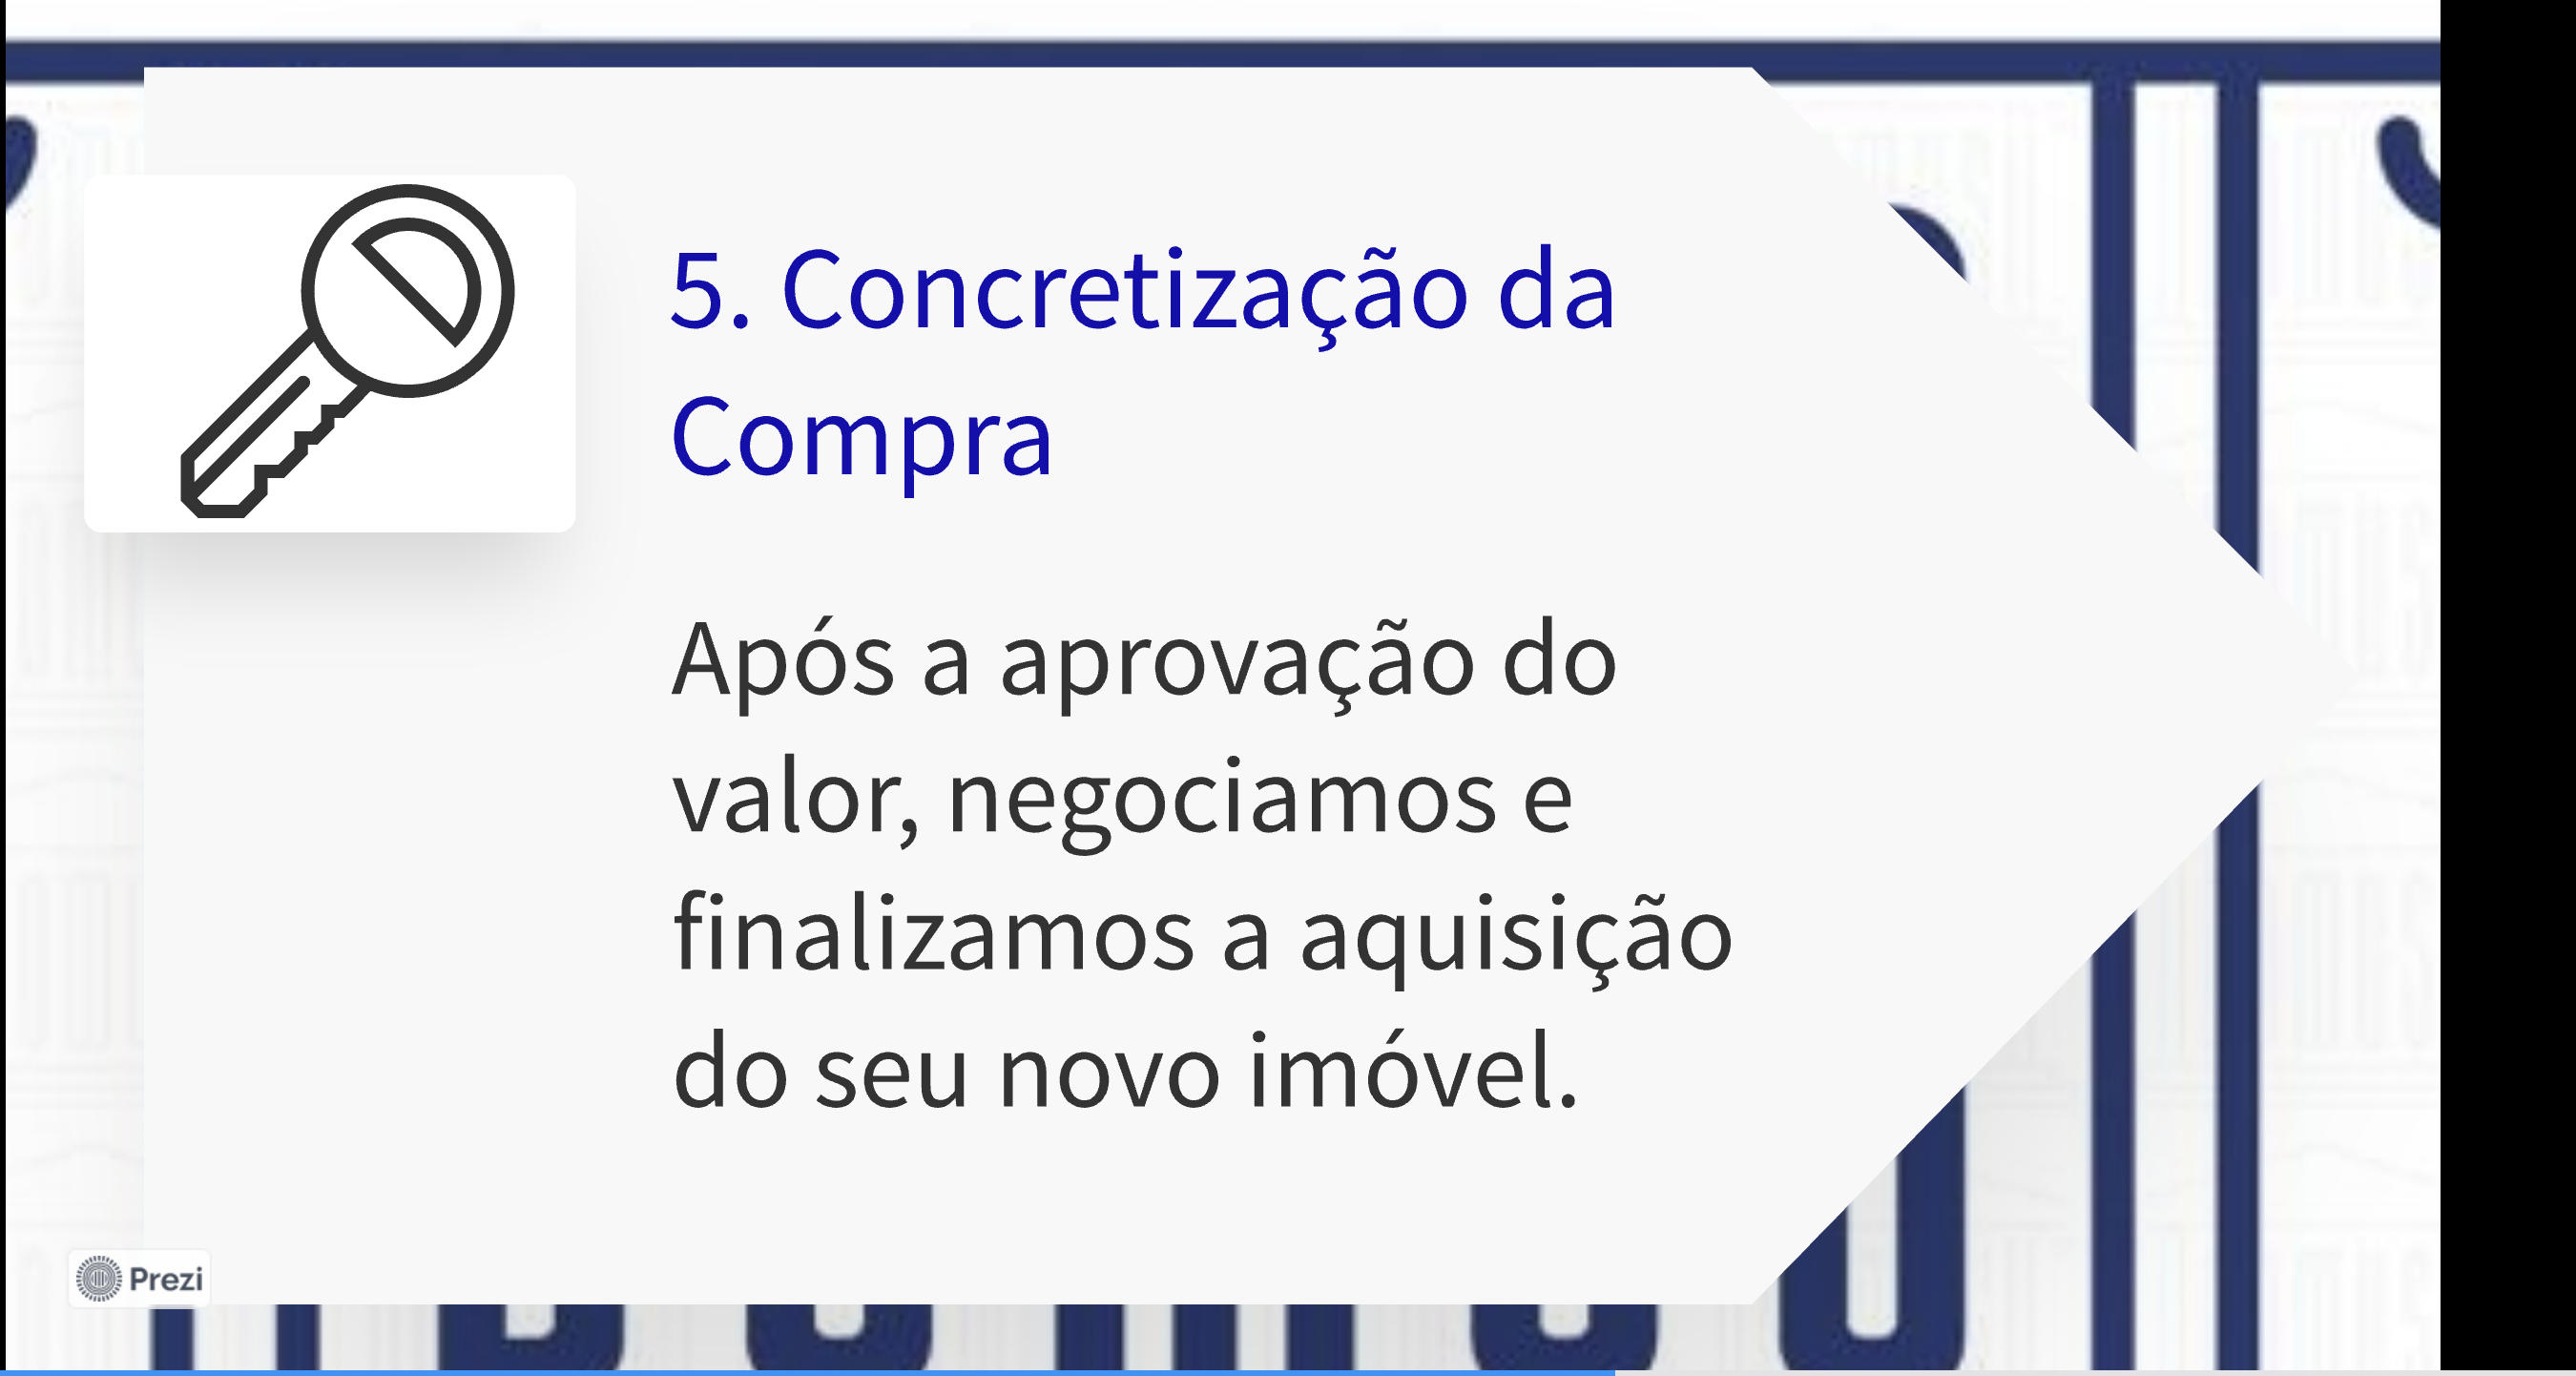 5. Concretização da
Compra
Após a aprovação do
valor, negociamos e
finalizamos a aquisição
do seu novo imóvel.
Prezi